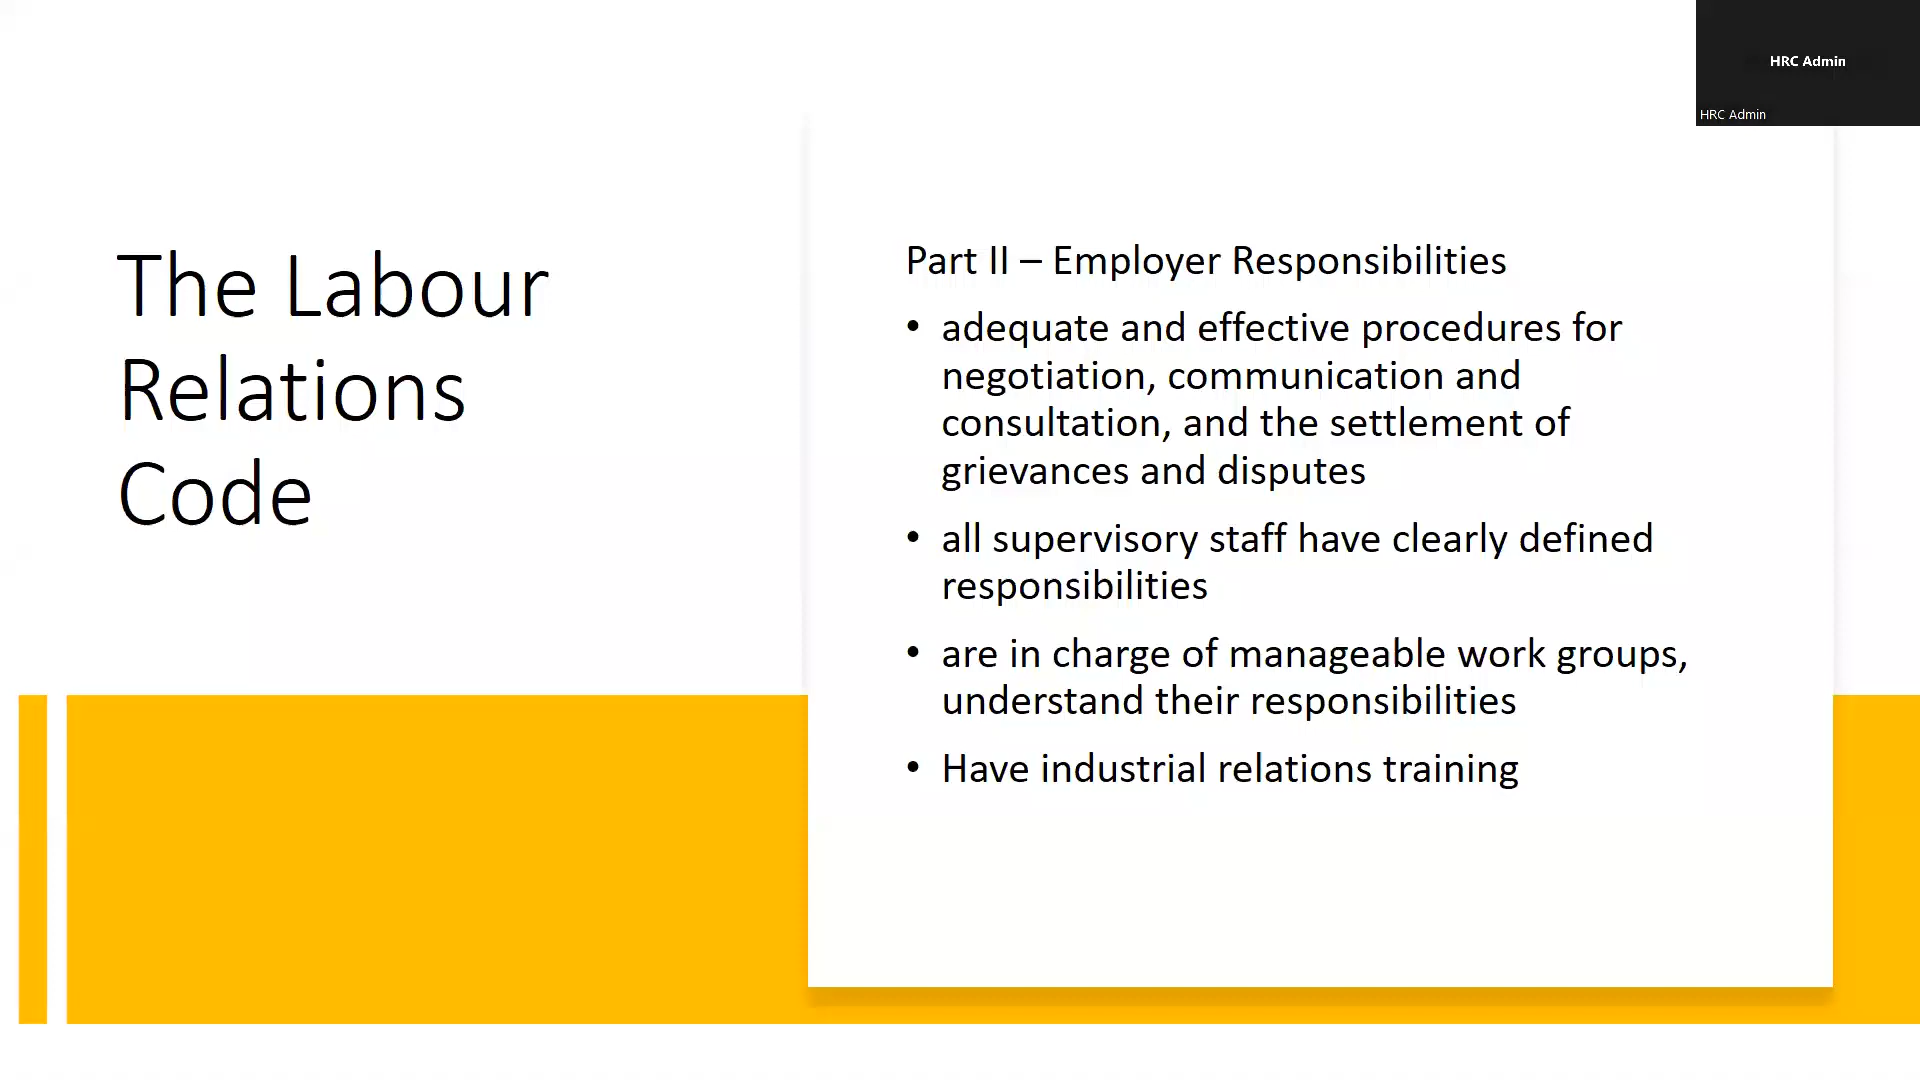 HRC Admin
HRC Admin
The Labour
Relations
Code
Part II – Employer Responsibilities
• adequate and effective procedures for
negotiation, communication and
consultation, and the settlement of
grievances and disputes
• all supervisory staff have clearly defined
responsibilities
• are in charge of manageable work groups,
understand their responsibilities
• Have industrial relations training